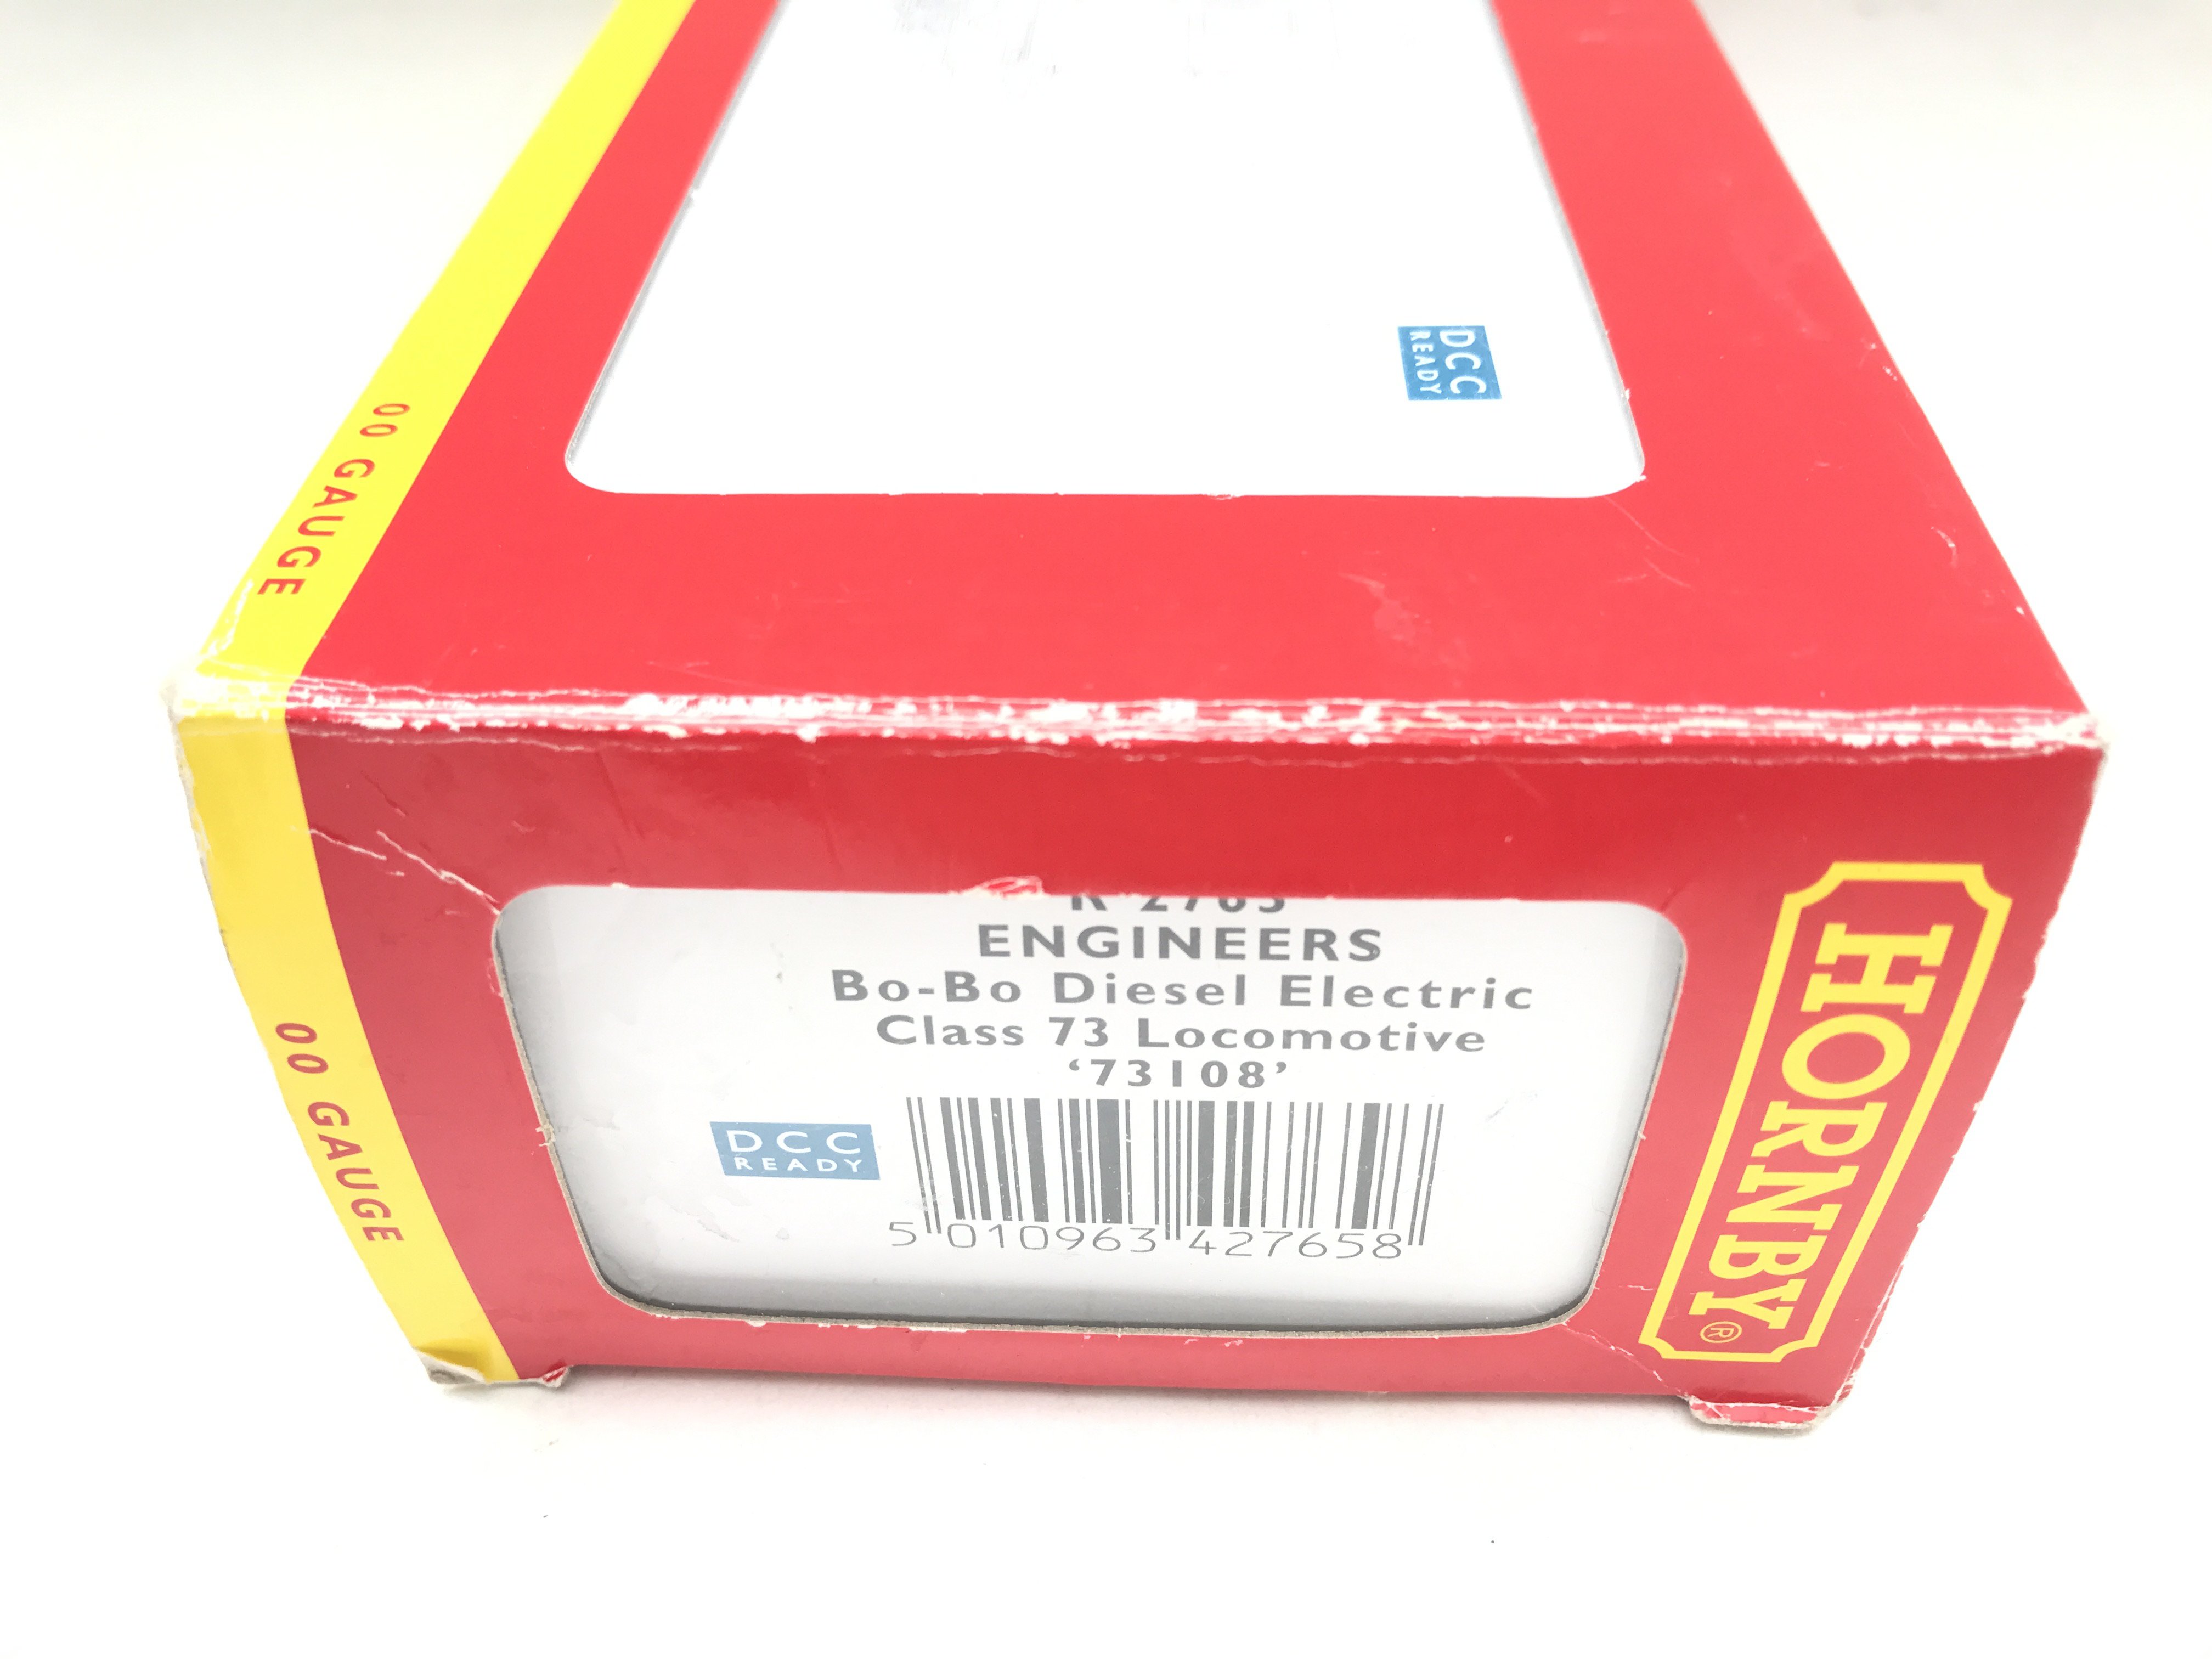 DCC
READY
00 GAUGE
ENGINEERS
Bo-Bo Diesel Electric
Class 73 Locomotive
‘73108’
DCC
READY
5 010963 427658
00 GAUGE
HORNBY®